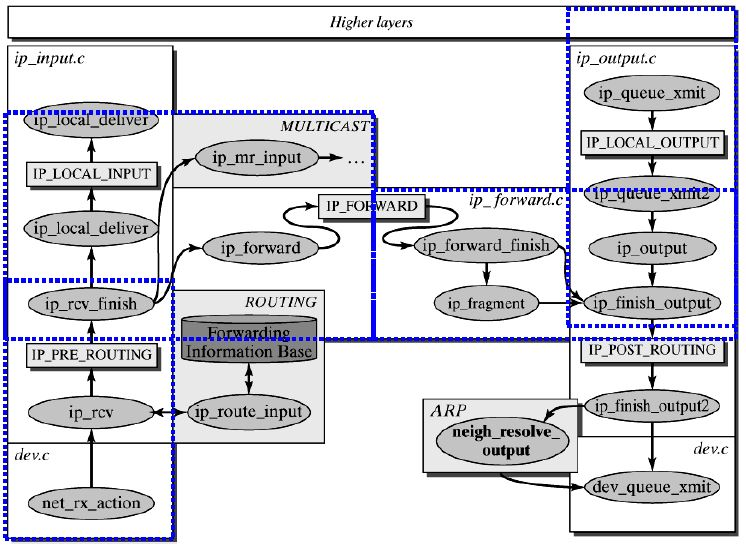 Higher layers
ip_input.c
ip_local_deliver
IP_LOCAL_INPUT
ip_local_deliver
ip_rcv_finish
IP_PRE_ROUTING
ip_rcv
dev.c
net_rx_action
MULTICAST
ip_mr_input
...
ip_forward
IP_FORWARD
ip_forward.c
ip_forward_finish
ip_fragment
ROUTING
Forwarding
Information Base
ip_route_input
ARP
neigh_resolve_
output
ip_output.c
ip_queue_xmit
IP_LOCAL_OUTPUT
ip_queue_xmit2
ip_output
ip_finish_output
IP_POST_ROUTING
ip_finish_output2
dev.c
dev_queue_xmit